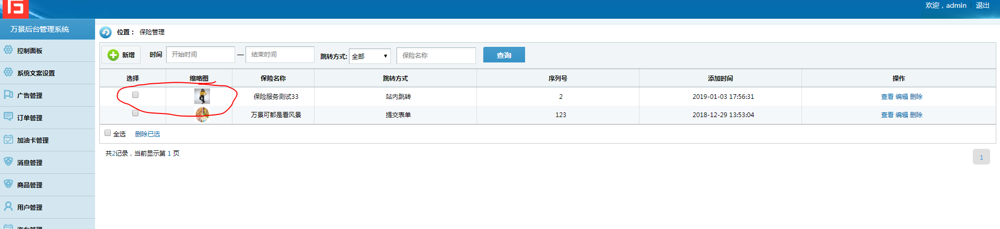 欢迎，admin | 退出
万景后台管理系统
位置： 保险管理
控制面板
系统文案设置
广告管理
订单管理
加油卡管理
消息管理
商品管理
用户管理
新增 时间 开始时间 — 结束时间 跳转方式: 全部 保险名称 查询
选择 缩略图 保险名称 跳转方式 序列号 添加时间 操作
保险服务测试33 站内跳转 2 2019-01-03 17:56:31 查看 编辑 删除
万景可都是看风景 提交表单 123 2018-12-29 13:53:04 查看 编辑 删除
全选 删除已选
共2记录，当前显示第 1 页
1